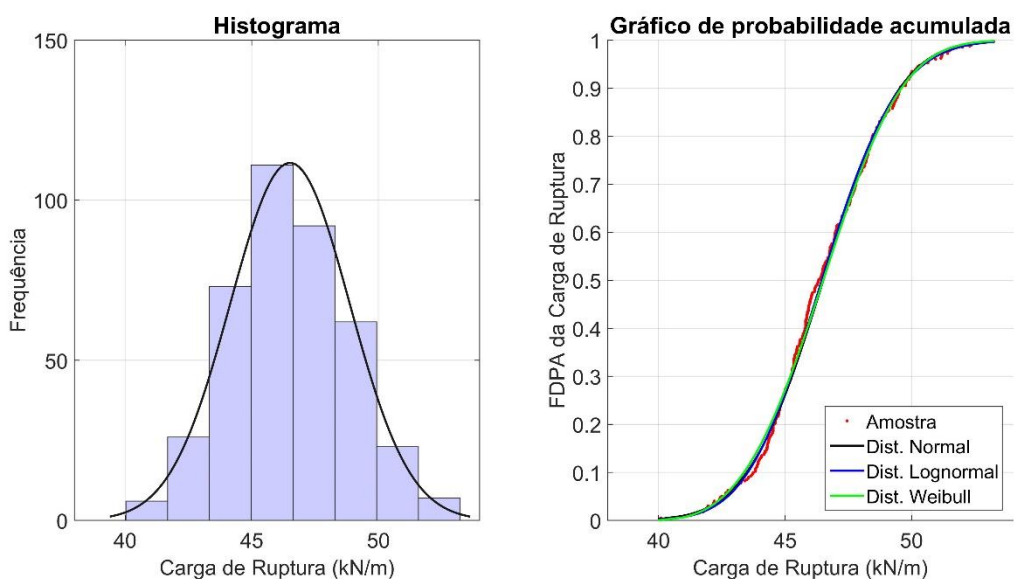 Histograma
150
100
50
0
Frequência
40
45
50
Carga de Ruptura (kN/m)
Gráfico de probabilidade acumulada
1
0.9
0.8
0.7
0.6
0.5
0.4
0.3
0.2
0.1
0
FDPA da Carga de Ruptura
40
45
50
Carga de Ruptura (kN/m)
Amostra
Dist. Normal
Dist. Lognormal
Dist. Weibull